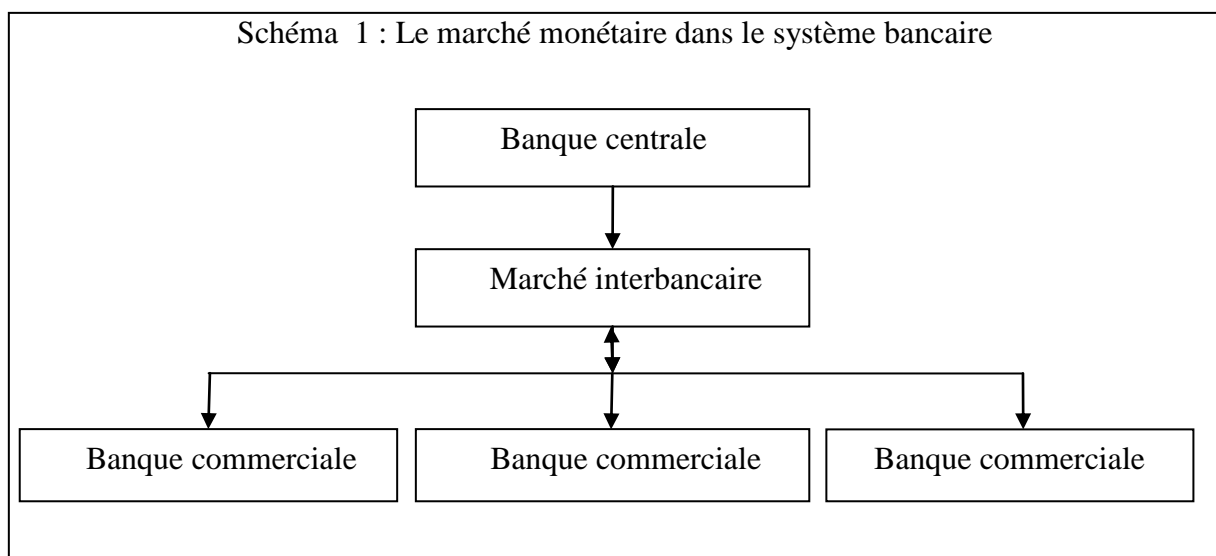 Schéma 1 : Le marché monétaire dans le système bancaire
Banque centrale
Marché interbancaire
Banque commerciale
Banque commerciale
Banque commerciale